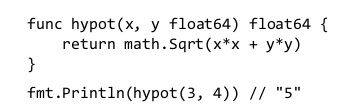 func hypot(x, y float64) float64 {
    return math.Sqrt(x*x + y*y)
}
fmt.Println(hypot(3, 4)) // "5"